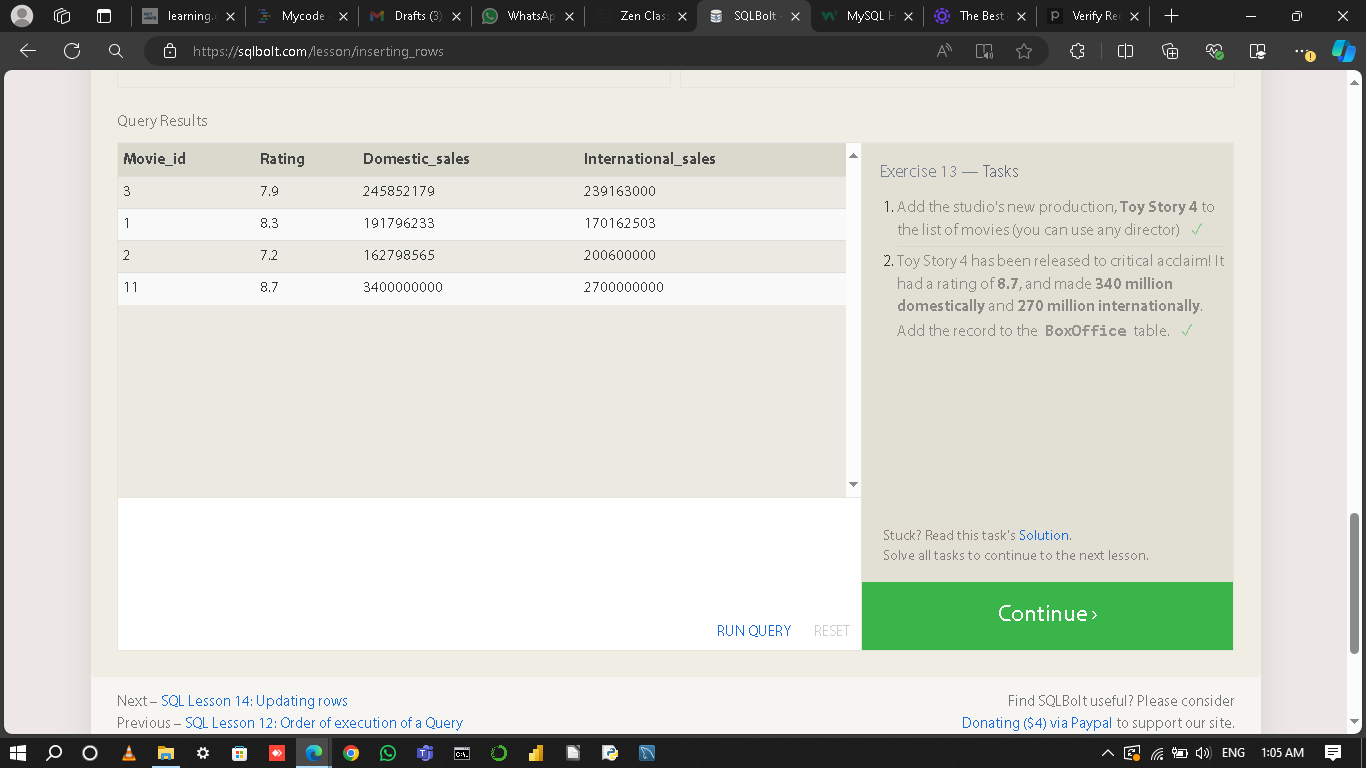 learning.
Mycode
Drafts (3)
WhatsAp
Zen Clas
SQLBolt
MySQL H
The Best
Verify Re
https://sqlbolt.com/lesson/inserting_rows
Query Results
Movie_id Rating Domestic_sales International_sales
3 7.9 245852179 239163000
1 8.3 191796233 170162503
2 7.2 162798565 200600000
11 8.7 3400000000 2700000000
RUN QUERY RESET
Exercise 13 — Tasks
1. Add the studio's new production, Toy Story 4 to
the list of movies (you can use any director) ✓
2. Toy Story 4 has been released to critical acclaim! It
had a rating of 8.7, and made 340 million
domestically and 270 million internationally.
Add the record to the BoxOffice table. ✓
Stuck? Read this task's Solution.
Solve all tasks to continue to the next lesson.
Continue ›
Next – SQL Lesson 14: Updating rows
Previous – SQL Lesson 12: Order of execution of a Query
Find SQLBolt useful? Please consider
Donating ($4) via Paypal to support our site.
ENG 1:05 AM